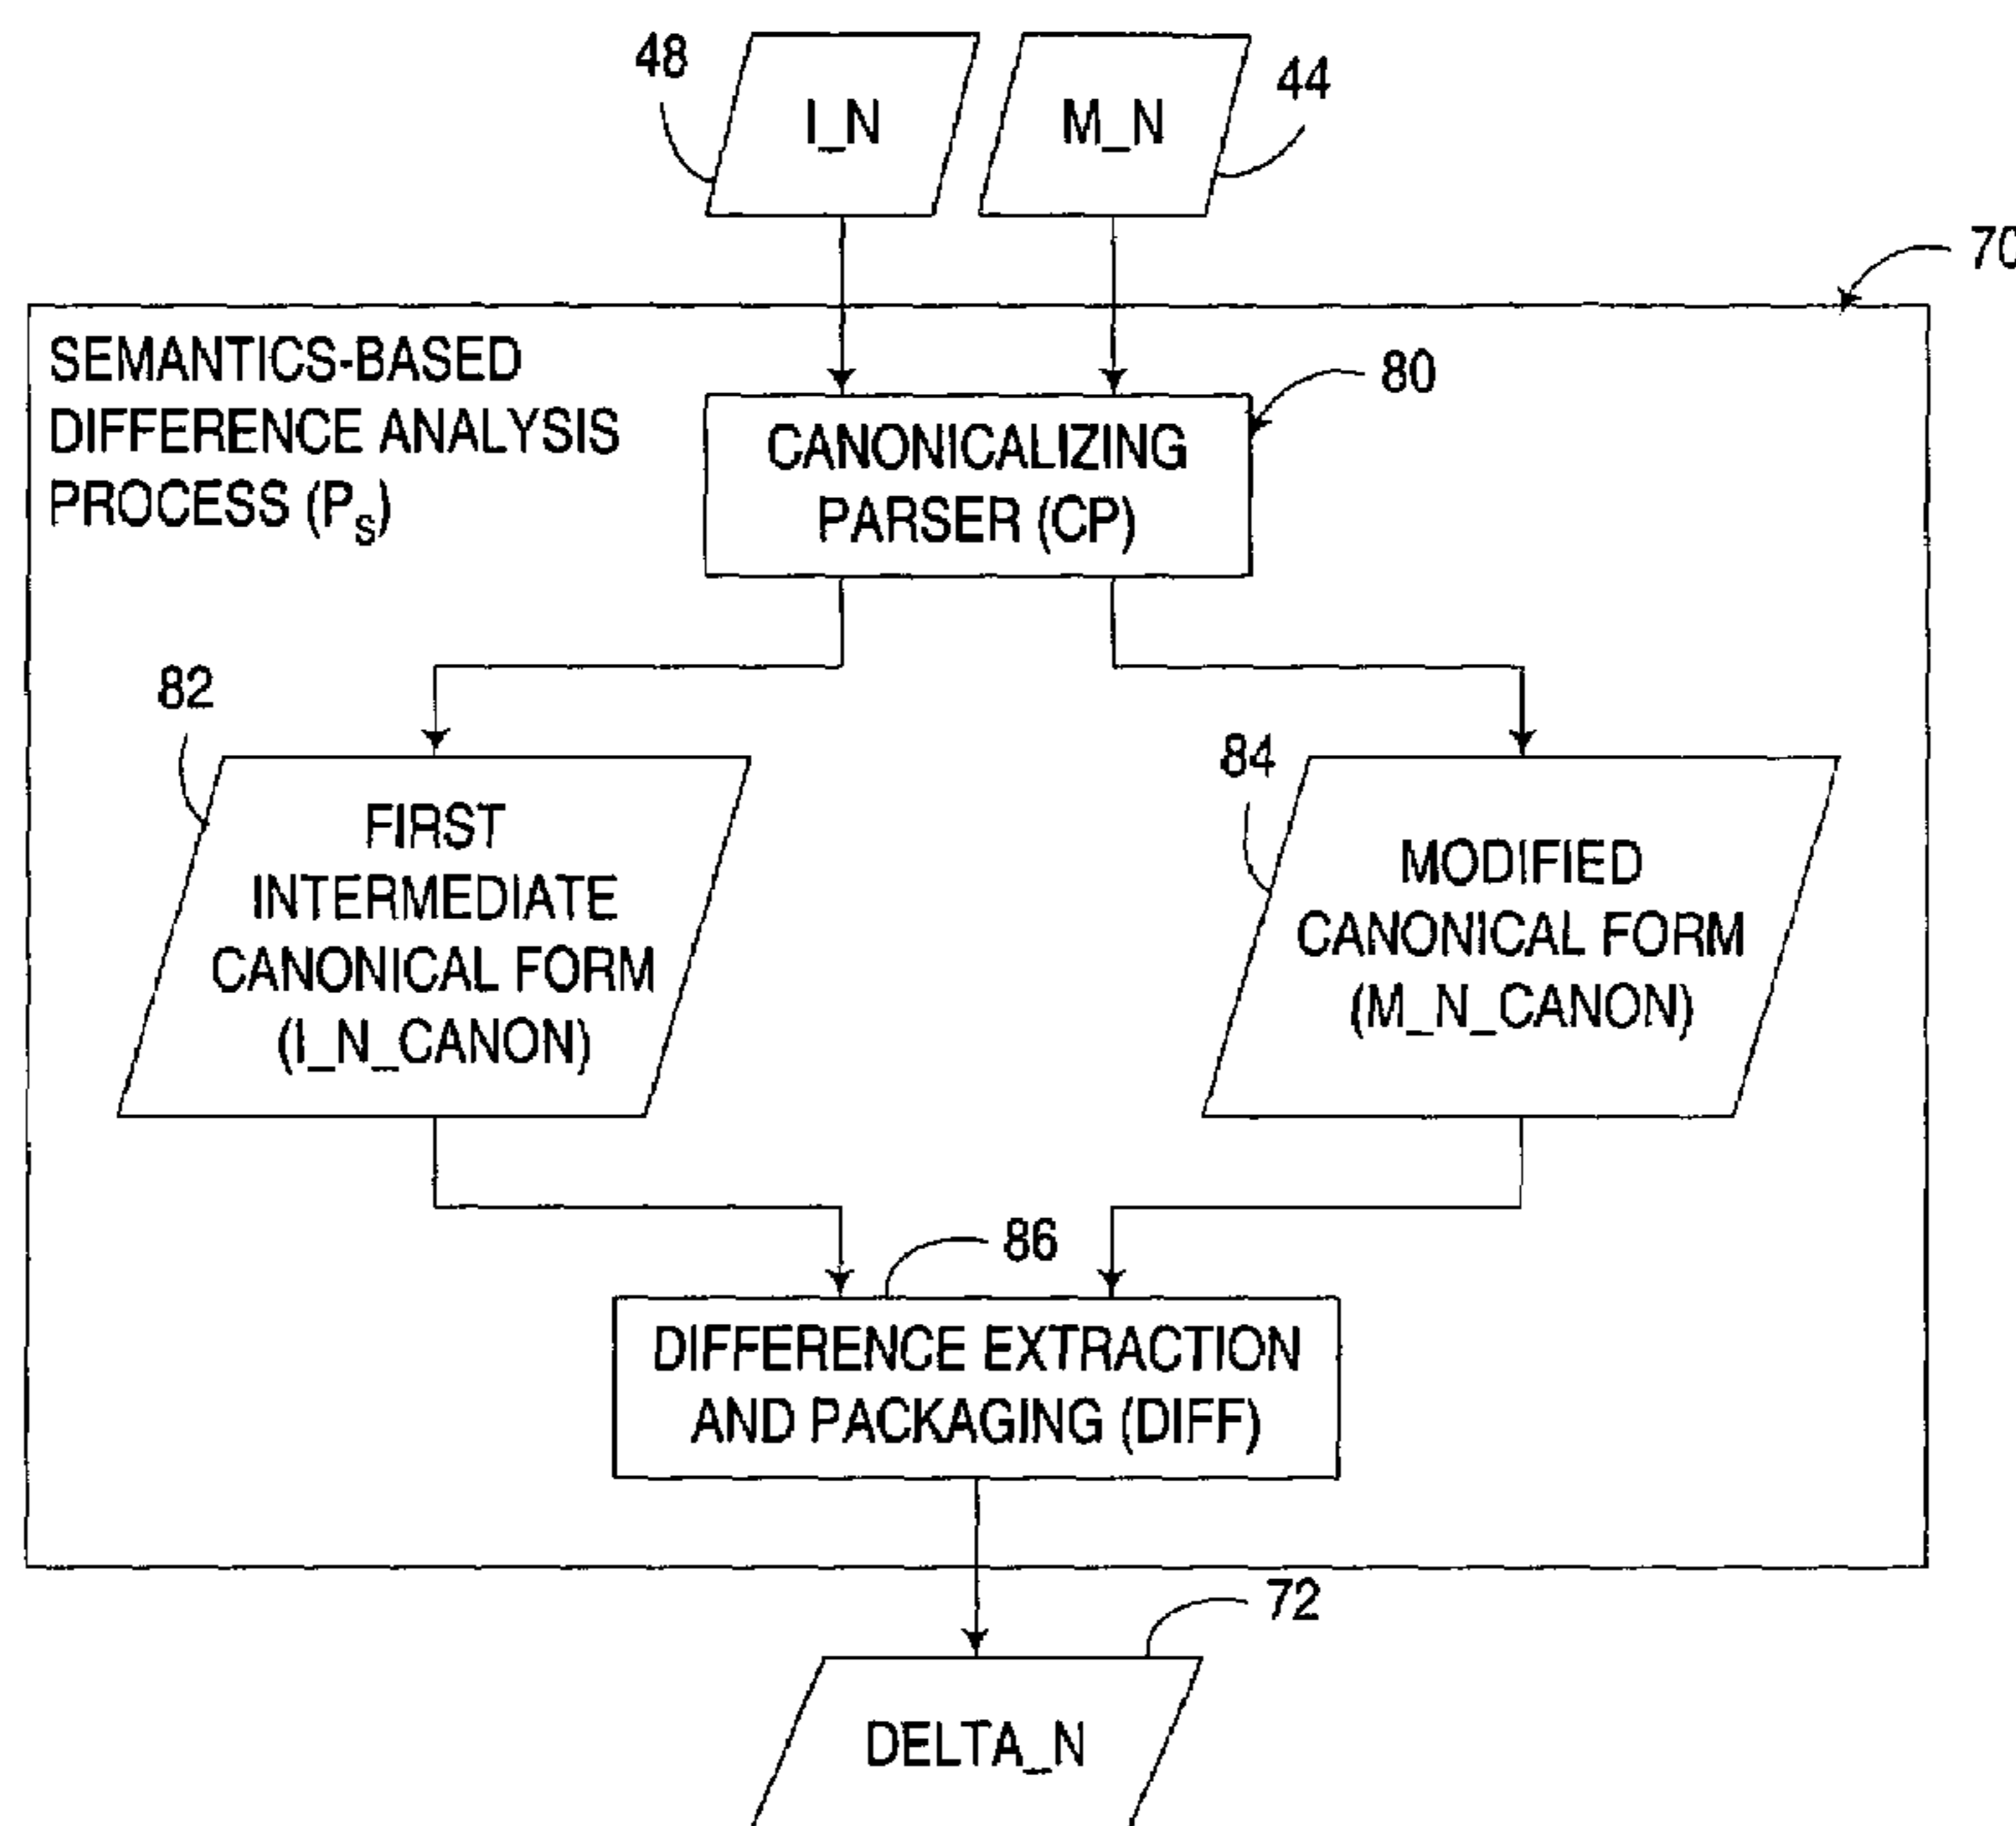 48
I_N
M_N
44
70
SEMANTICS-BASED
DIFFERENCE ANALYSIS
PROCESS (PS)
80
CANONICALIZING
PARSER (CP)
82
84
FIRST
INTERMEDIATE
CANONICAL FORM
(I_N_CANON)
MODIFIED
CANONICAL FORM
(M_N_CANON)
86
DIFFERENCE EXTRACTION
AND PACKAGING (DIFF)
72
DELTA_N